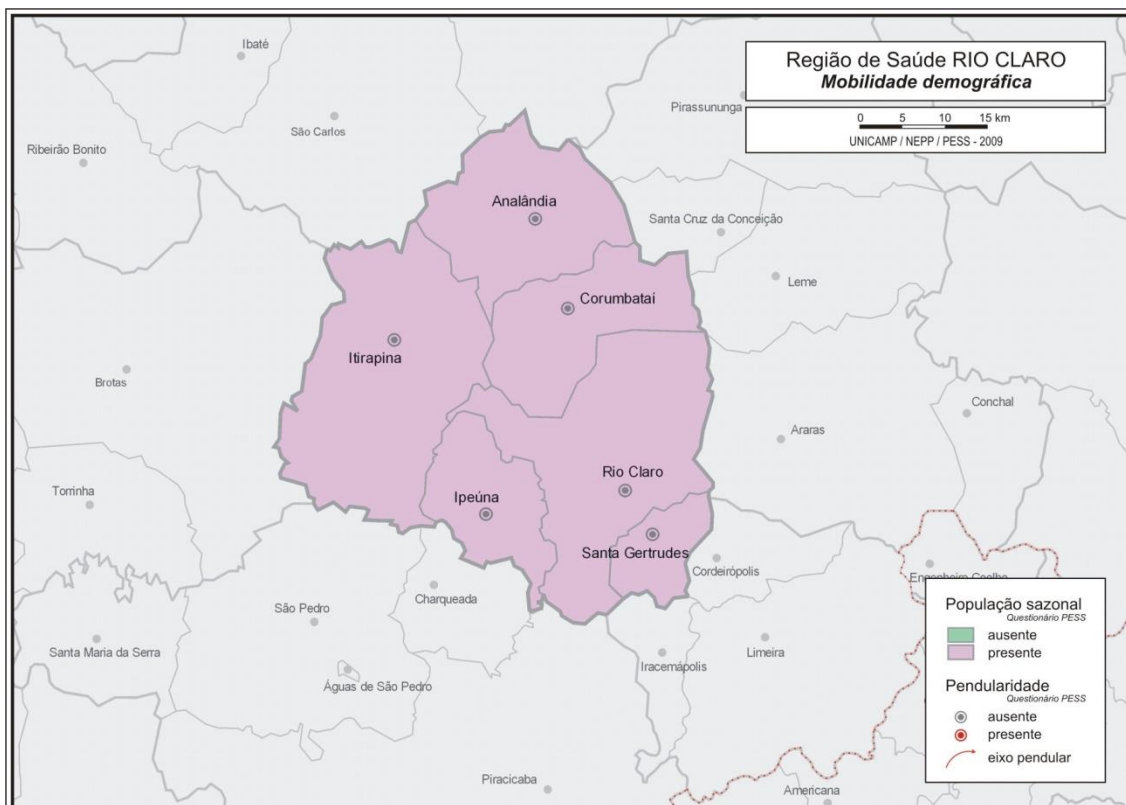 Região de Saúde RIO CLARO
Mobilidade demográfica
0 5 10 15 km
UNICAMP / NEPP / PESS - 2009
Ibaté
Pirassununga
São Carlos
Ribeirão Bonito
Analândia
Santa Cruz da Conceição
Leme
Corumbataí
Itirapina
Brotas
Conchal
Araras
Rio Claro
Torrinha
Ipeúna
Santa Gertrudes
Cordeirópolis
Engenheiro Coelho
Charqueada
São Pedro
Santa Maria da Serra
Iracemápolis
Limeira
Águas de São Pedro
Piracicaba
Americana
População sazonal
Questionário PESS
ausente
presente
Pendularidade
Questionário PESS
ausente
presente
eixo pendular